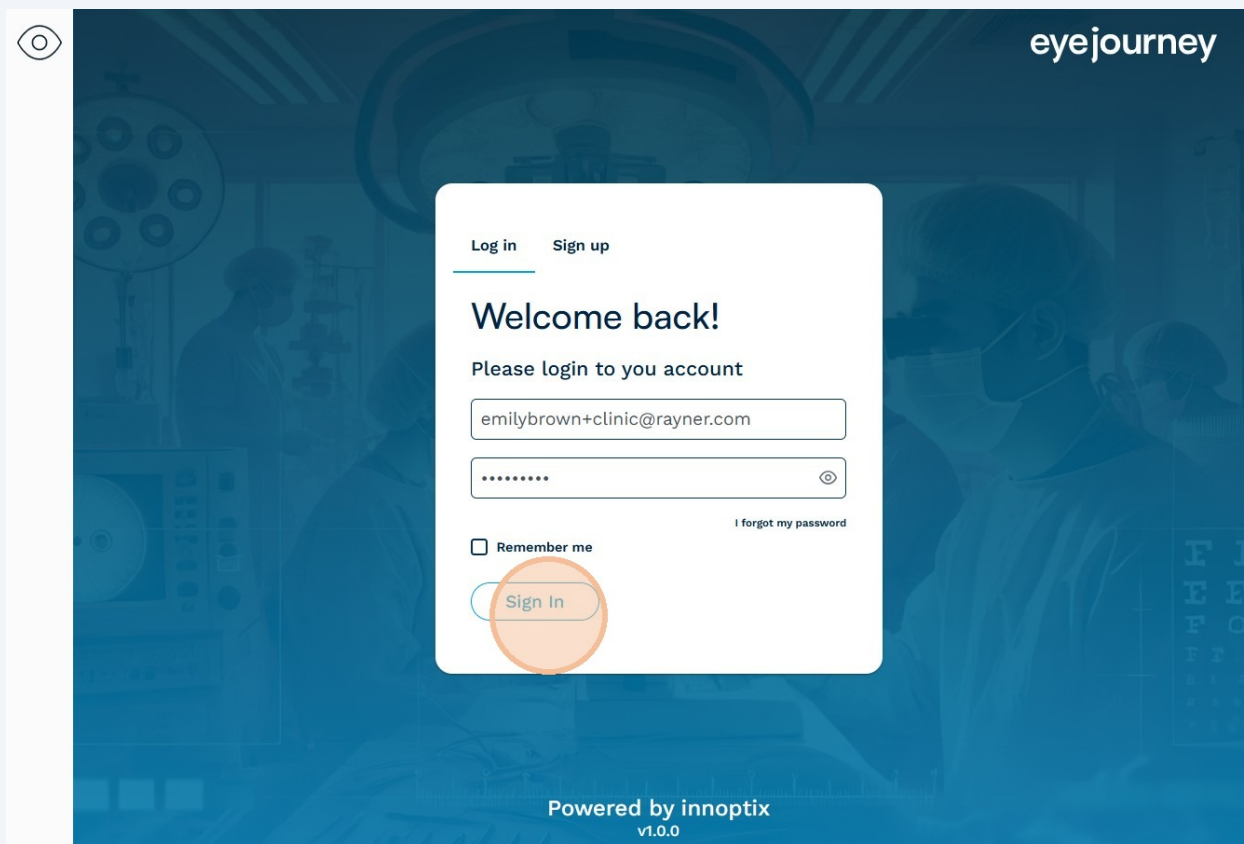 eyejourney
Log in Sign up
Welcome back!
Please login to you account
emilybrown+clinic@rayner.com
•••••••••
I forgot my password
Remember me
Sign In
F
E E
F
F
Powered by innoptix
v1.0.0